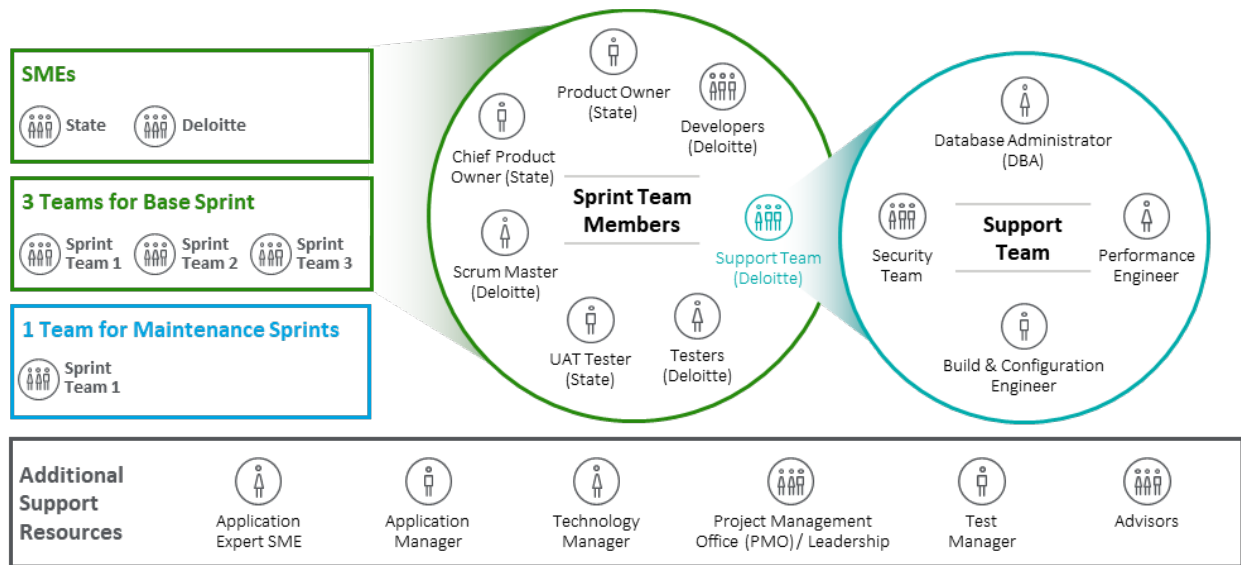 SMEs
State
Deloitte
3 Teams for Base Sprint
Sprint
Team 1
Sprint
Team 2
Sprint
Team 3
1 Team for Maintenance Sprints
Sprint
Team 1
Product Owner
(State)
Developers
(Deloitte)
Chief Product
Owner (State)
Sprint Team
Members
Support Team
(Deloitte)
Scrum Master
(Deloitte)
UAT Tester
(State)
Testers
(Deloitte)
Database Administrator
(DBA)
Security
Team
Support
Team
Performance
Engineer
Build & Configuration
Engineer
Additional
Support
Resources
Application
Expert SME
Application
Manager
Technology
Manager
Project Management
Office (PMO)/ Leadership
Test
Manager
Advisors